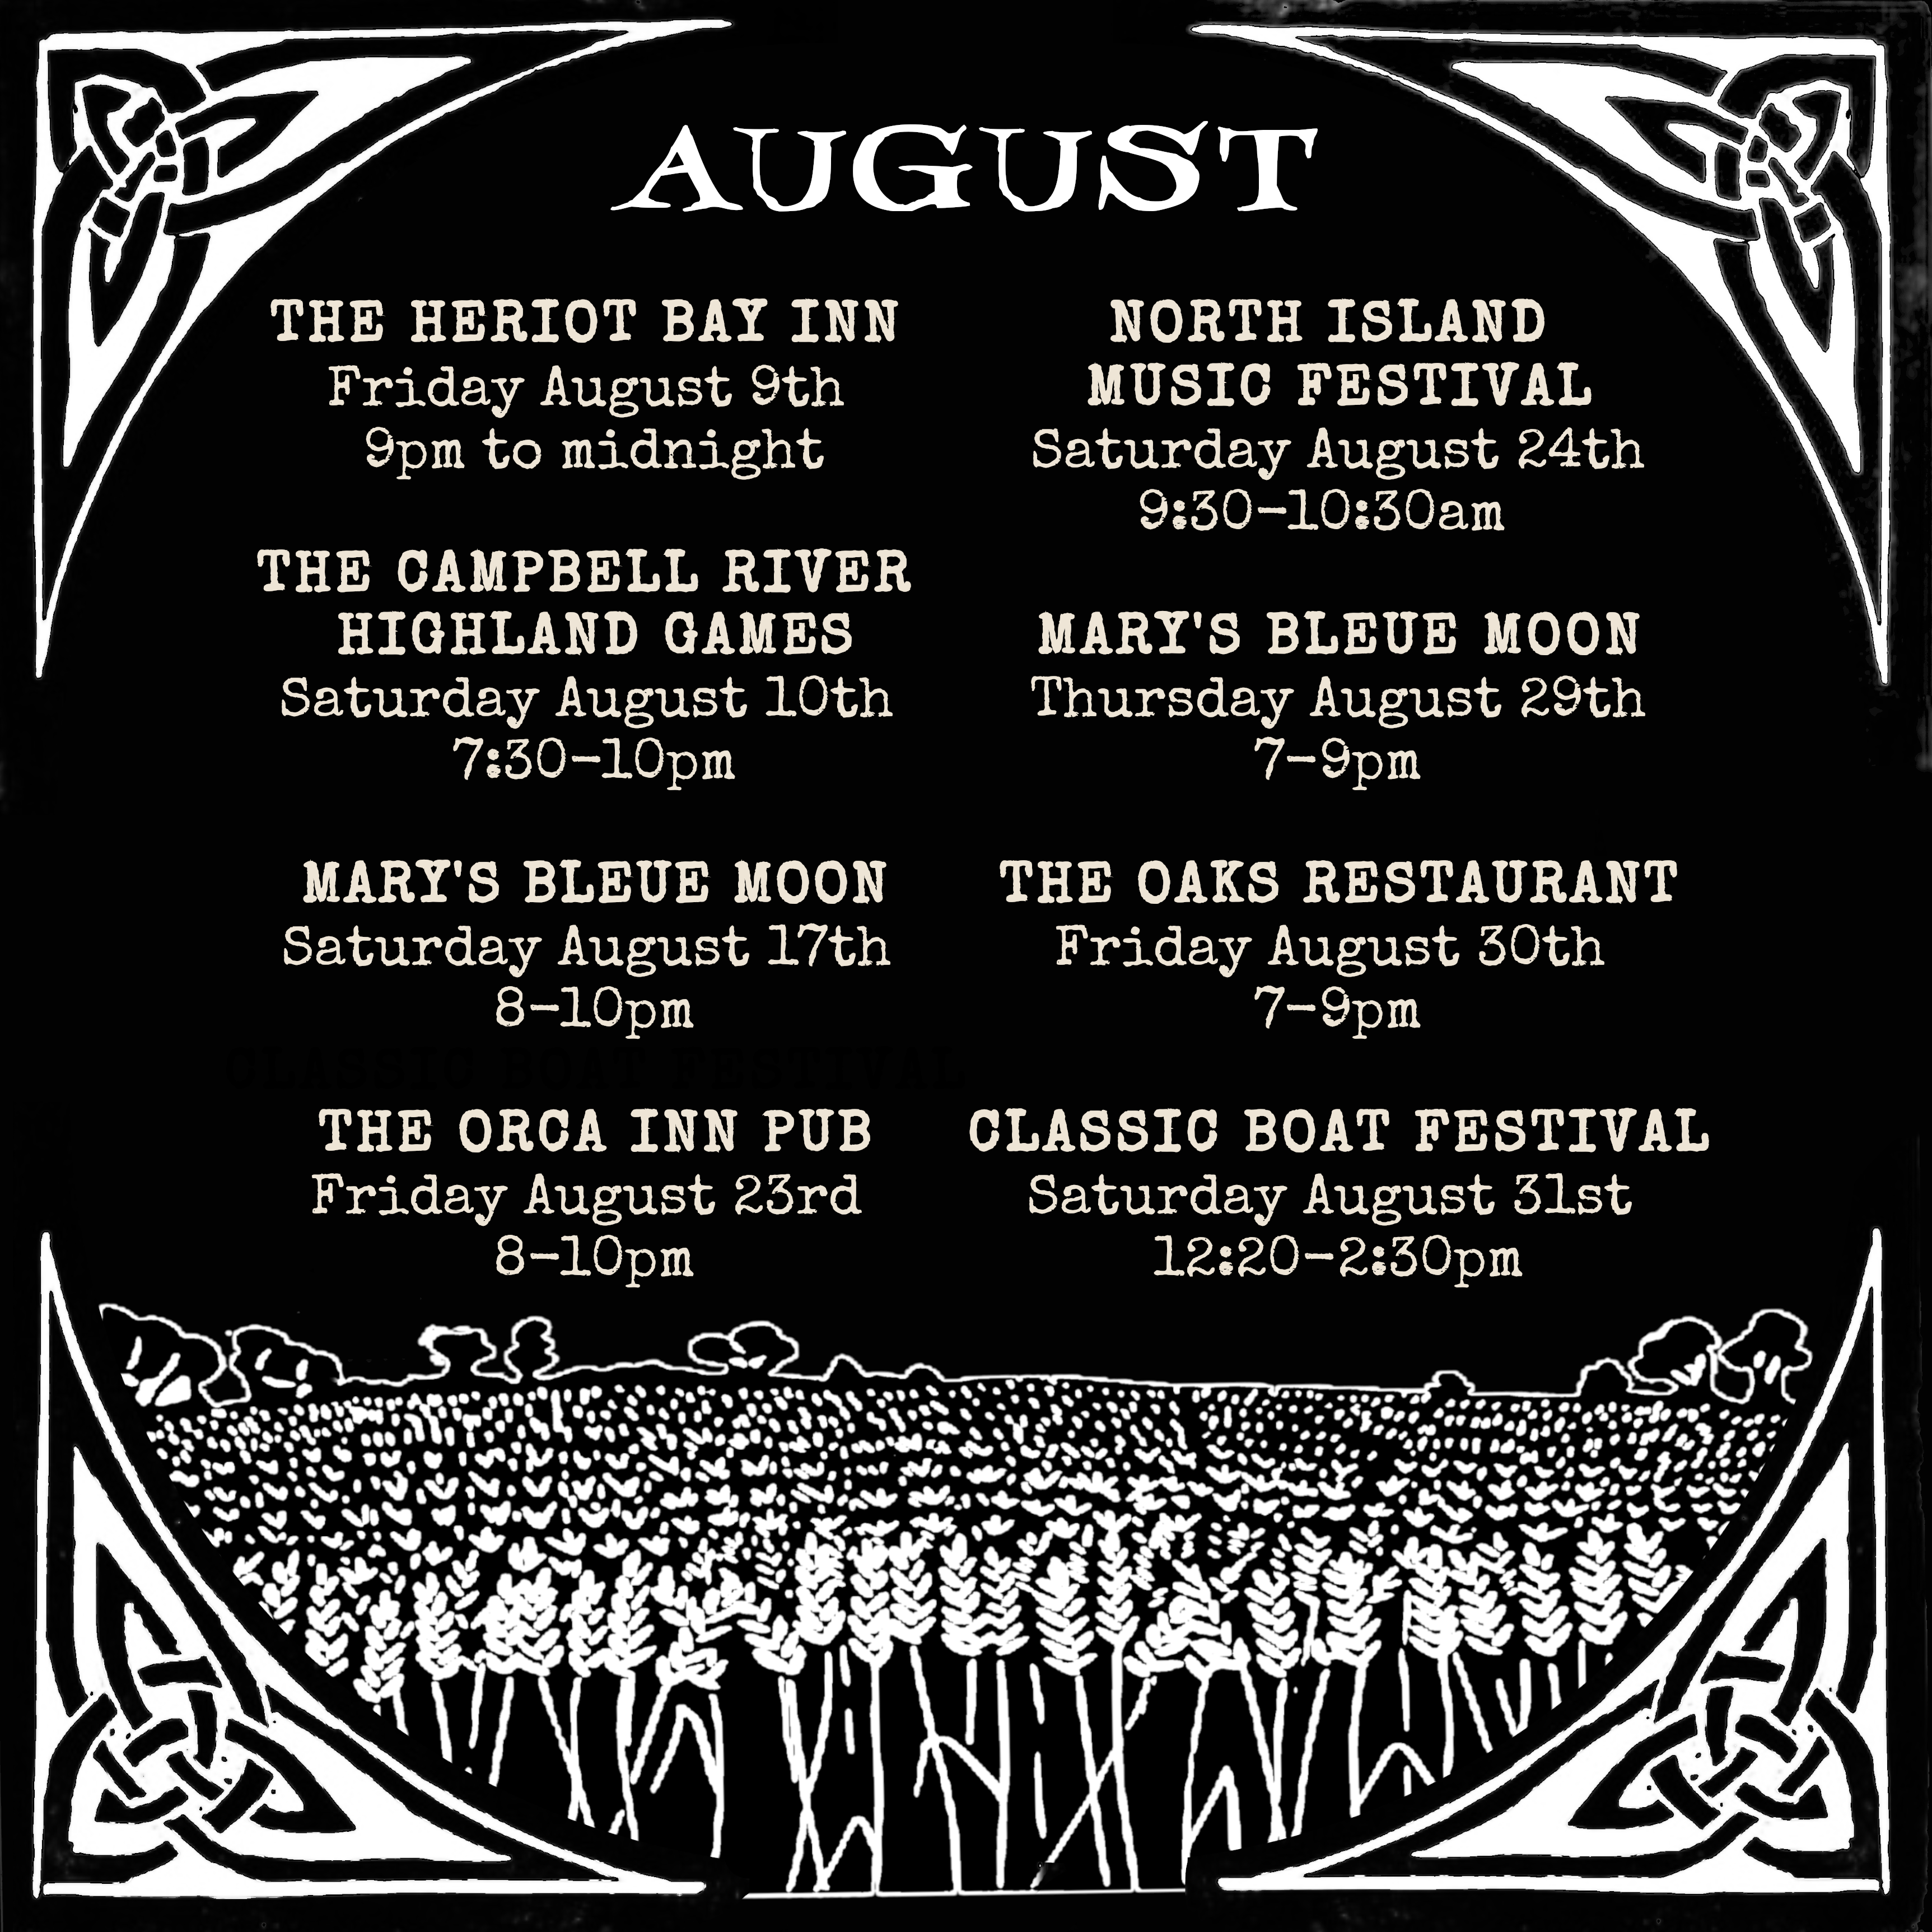 AUGUST
THE HERIOT BAY INN
Friday August 9th
9pm to midnight
THE CAMPBELL RIVER
HIGHLAND GAMES
Saturday August 10th
7:30-10pm
MARY'S BLEUE MOON
Saturday August 17th
8-10pm
CLASSIC BOAT FESTIVAL
THE ORCA INN PUB
Friday August 23rd
8-10pm
NORTH ISLAND
MUSIC FESTIVAL
Saturday August 24th
9:30-10:30am
MARY'S BLEUE MOON
Thursday August 29th
7-9pm
THE OAKS RESTAURANT
Friday August 30th
7-9pm
CLASSIC BOAT FESTIVAL
Saturday August 31st
12:20-2:30pm